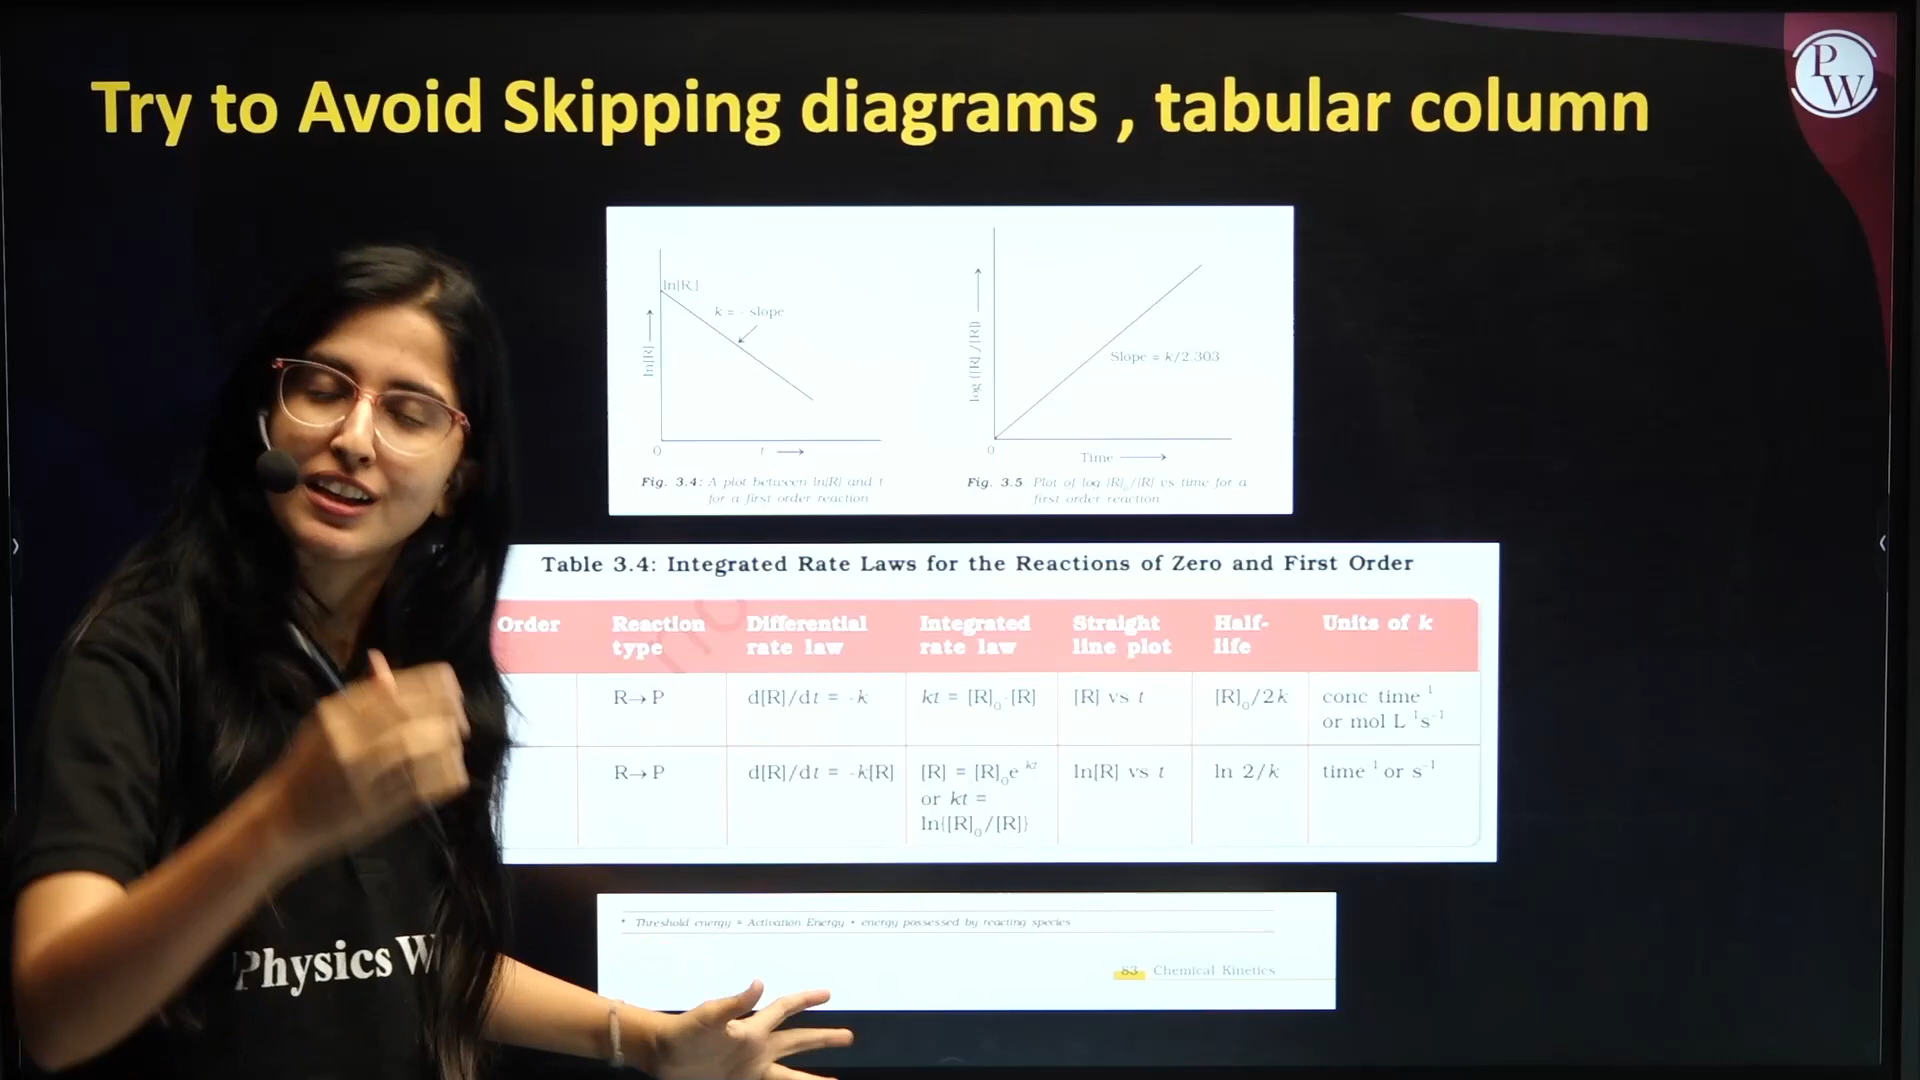 Try to Avoid Skipping diagrams , tabular column
P
W
ln[R₀]
k = - slope
ln[R]
0
t
Fig. 3.4: A plot between ln[R] and t
for a first order reaction
log ([R]₀/[R])
Slope = k/2.303
0
Time
Fig. 3.5 Plot of log [R]₀/[R] vs time for a
first order reaction
Table 3.4: Integrated Rate Laws for the Reactions of Zero and First Order
Order Reaction type Differential rate law Integrated rate law Straight line plot Half-life Units of k
R→P d[R]/dt = -k kt = [R]₀-[R] [R] vs t [R]₀/2k conc time⁻¹
or mol L⁻¹s⁻¹
R→P d[R]/dt = -k[R] [R] = [R]₀e⁻ᵏᵗ ln[R] vs t ln 2/k time⁻¹ or s⁻¹
or kt =
ln{[R]₀/[R]}
* Threshold energy = Activation Energy + energy possessed by reacting species
83 Chemical Kinetics
Physics W